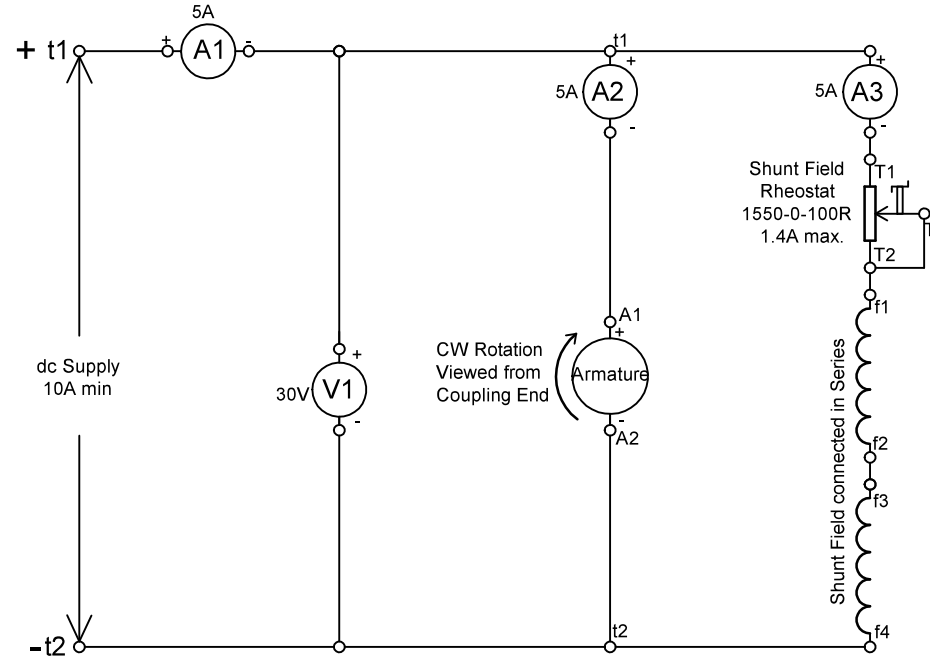 5A
+ t1
+
A1
-
t1
+
5A
A2
-
+
5A
A3
-
Shunt Field
Rheostat
1550-0-100R
1.4A max.
T1
T2
f1
dc Supply
10A min
+
30V
V1
-
CW Rotation
Viewed from
Coupling End
A1
+
Armature
-
A2
Shunt Field connected in Series
f2
f3
f4
-t2
t2